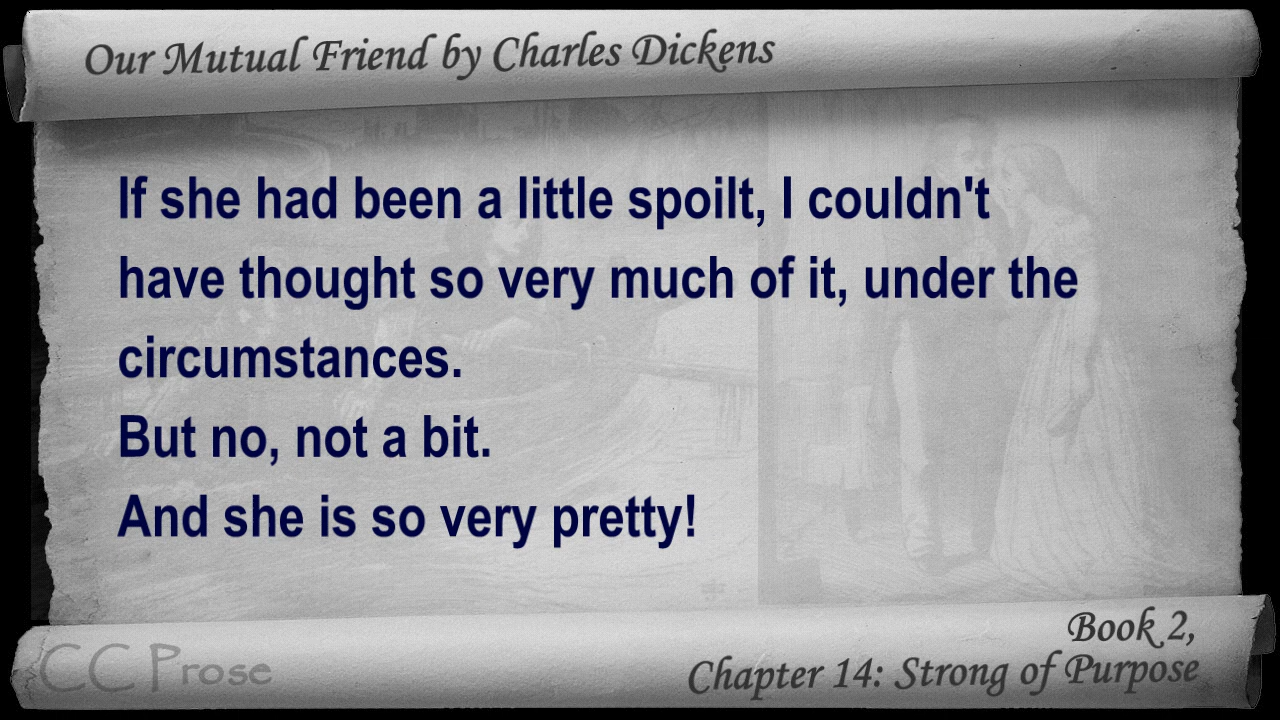 Our Mutual Friend by Charles Dickens
If she had been a little spoilt, I couldn't
have thought so very much of it, under the
circumstances.
But no, not a bit.
And she is so very pretty!
Book 2,
Chapter 14: Strong of Purpose
CC Prose